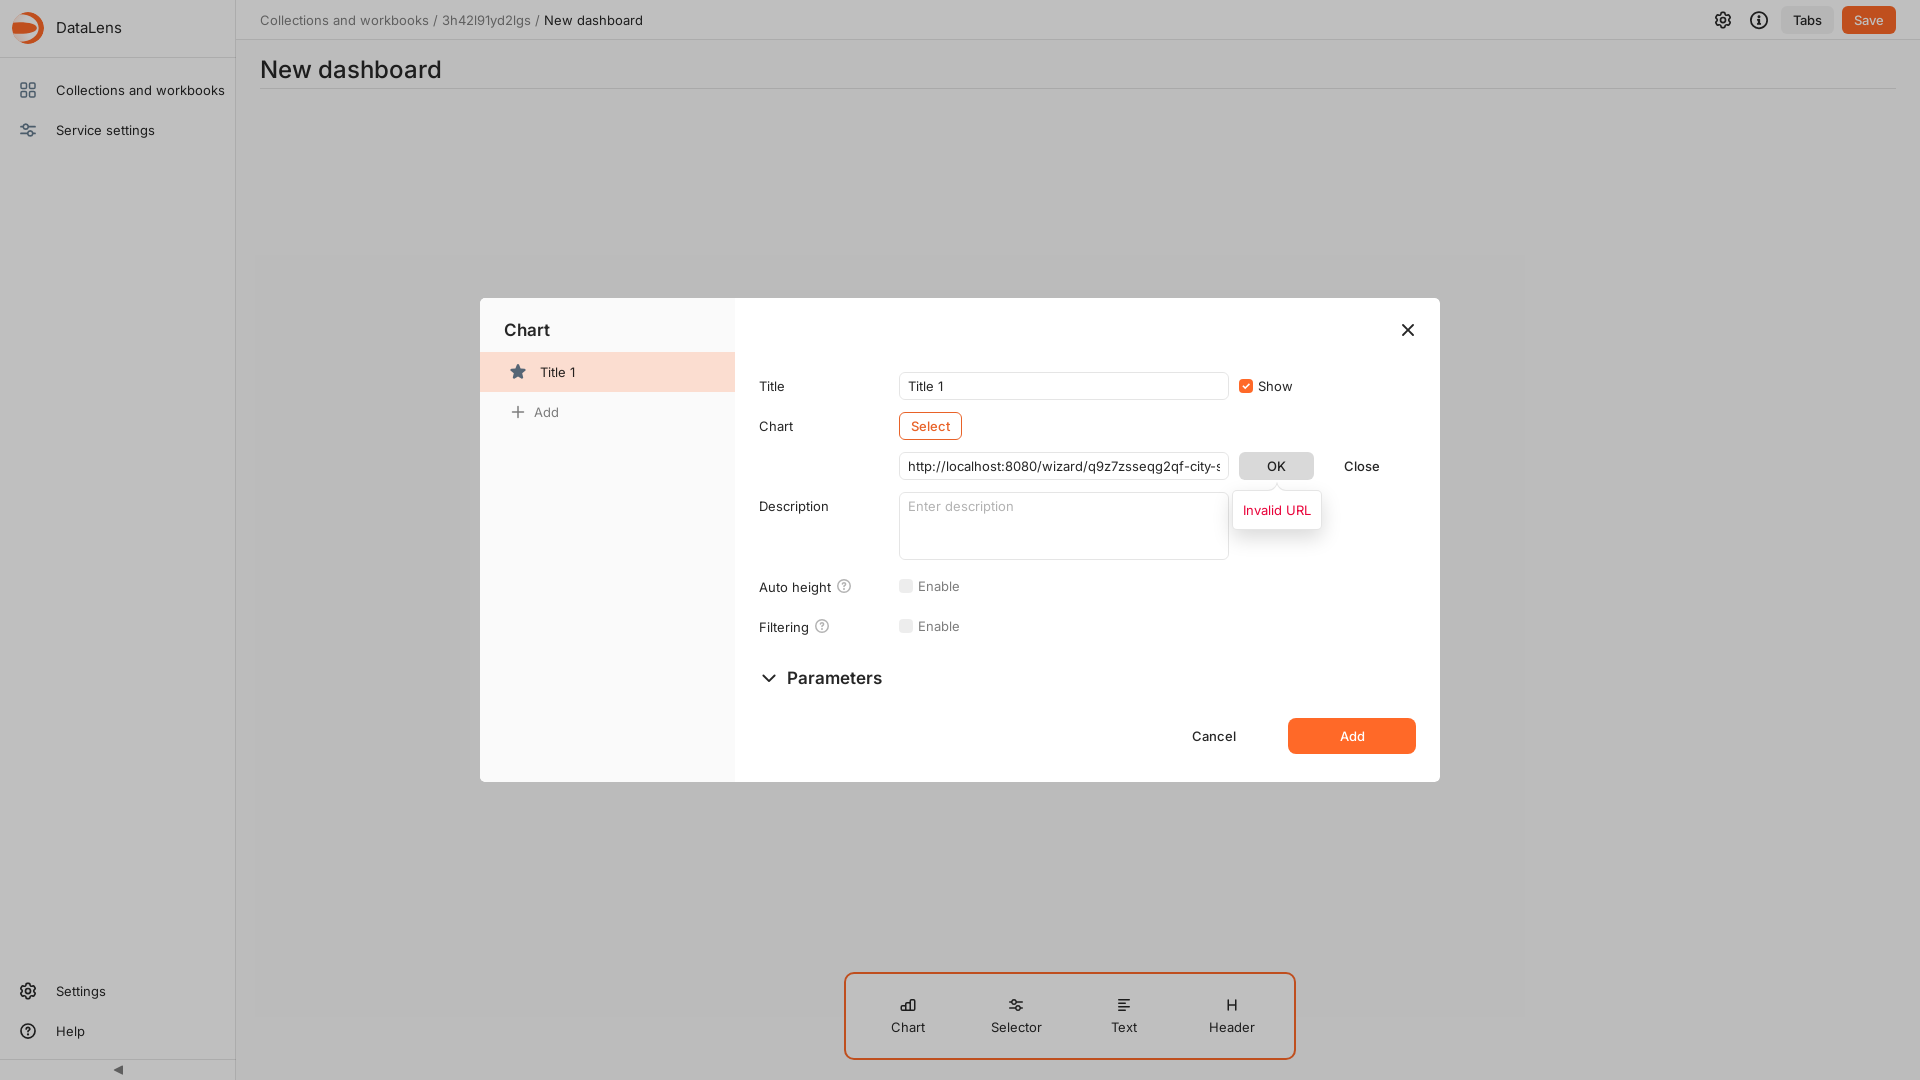 DataLens
Collections and workbooks / 3h42l91yd2lgs / New dashboard
Tabs
Save
Collections and workbooks
Service settings
New dashboard
Chart
Title 1
Add
Title
Title 1
Show
Chart
Select
http://localhost:8080/wizard/q9z7zsseqg2qf-city-s
OK
Close
Invalid URL
Description
Enter description
Auto height
Enable
Filtering
Enable
Parameters
Cancel
Add
Settings
Help
Chart
Selector
Text
Header